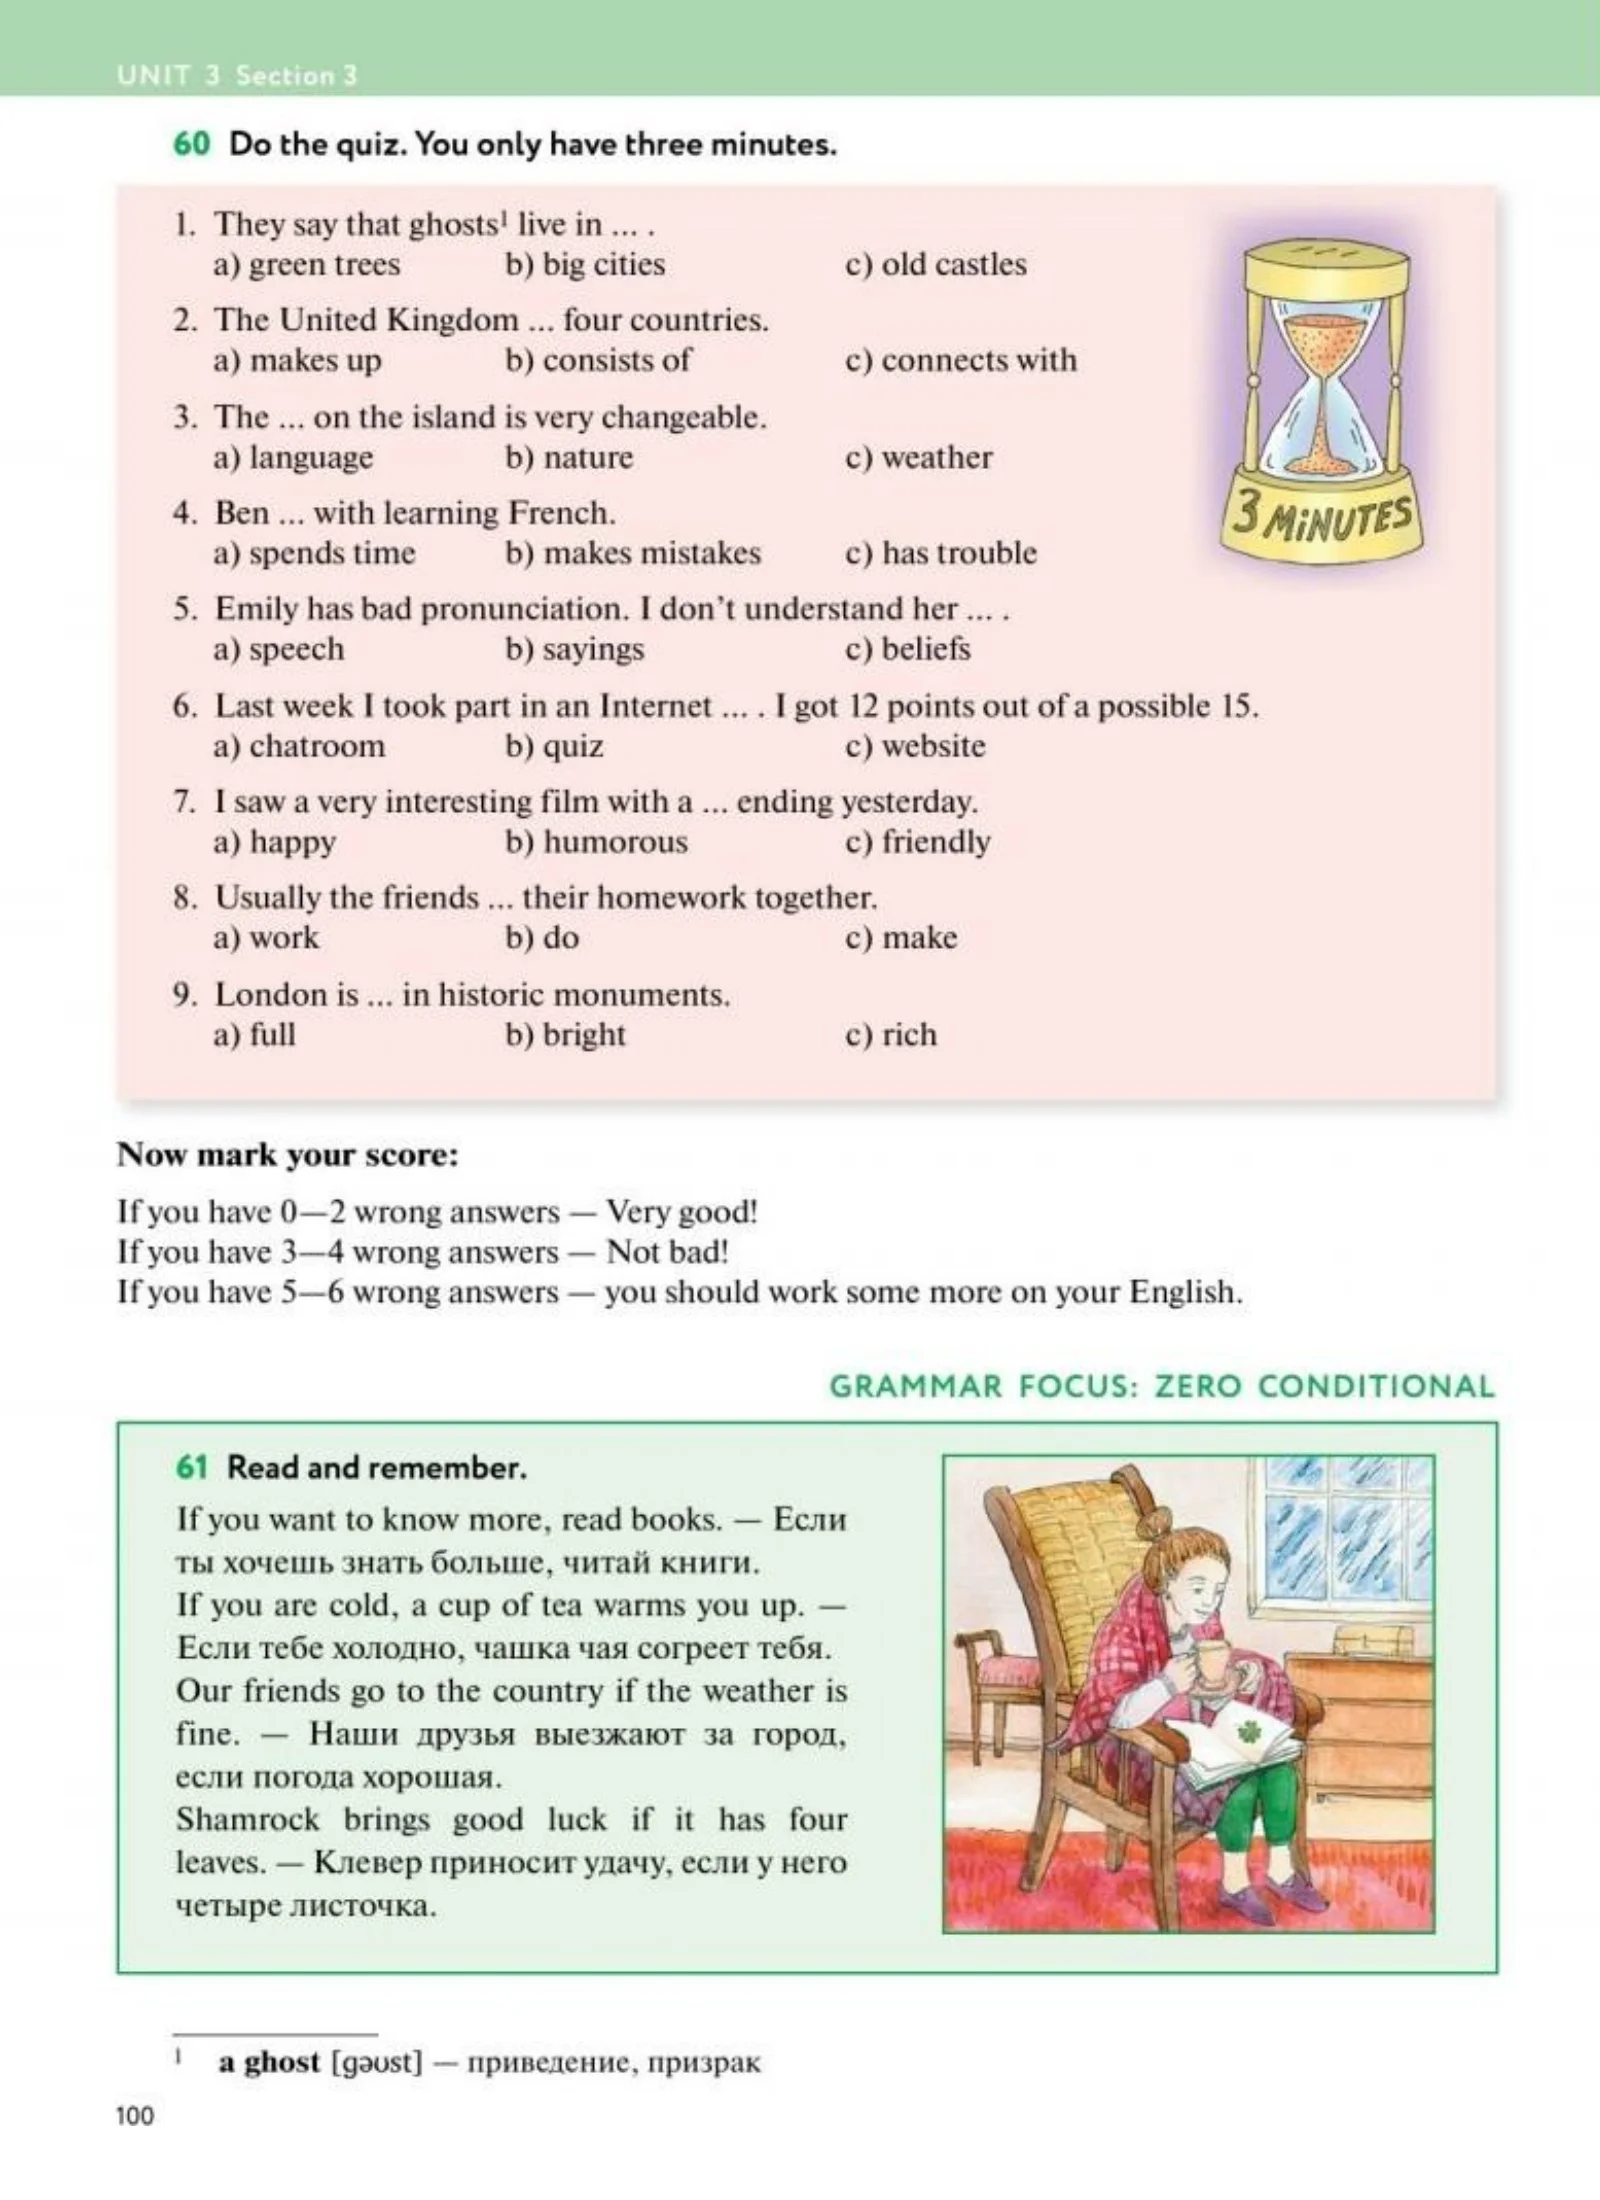 UNIT 3 Section 3
60 Do the quiz. You only have three minutes.
1. They say that ghosts¹ live in ... .
a) green trees b) big cities c) old castles
2. The United Kingdom ... four countries.
a) makes up b) consists of c) connects with
3. The ... on the island is very changeable.
a) language b) nature c) weather
4. Ben ... with learning French.
a) spends time b) makes mistakes c) has trouble
5. Emily has bad pronunciation. I don't understand her ... .
a) speech b) sayings c) beliefs
6. Last week I took part in an Internet ... . I got 12 points out of a possible 15.
a) chatroom b) quiz c) website
7. I saw a very interesting film with a ... ending yesterday.
a) happy b) humorous c) friendly
8. Usually the friends ... their homework together.
a) work b) do c) make
9. London is ... in historic monuments.
a) full b) bright c) rich
3 MiNUTES
Now mark your score:
If you have 0—2 wrong answers — Very good!
If you have 3—4 wrong answers — Not bad!
If you have 5—6 wrong answers — you should work some more on your English.
GRAMMAR FOCUS: ZERO CONDITIONAL
61 Read and remember.
If you want to know more, read books. — Если
ты хочешь знать больше, читай книги.
If you are cold, a cup of tea warms you up. —
Если тебе холодно, чашка чая согреет тебя.
Our friends go to the country if the weather is
fine. — Наши друзья выезжают за город,
если погода хорошая.
Shamrock brings good luck if it has four
leaves. — Клевер приносит удачу, если у него
четыре листочка.
1 a ghost [gəʊst] — приведение, призрак
100